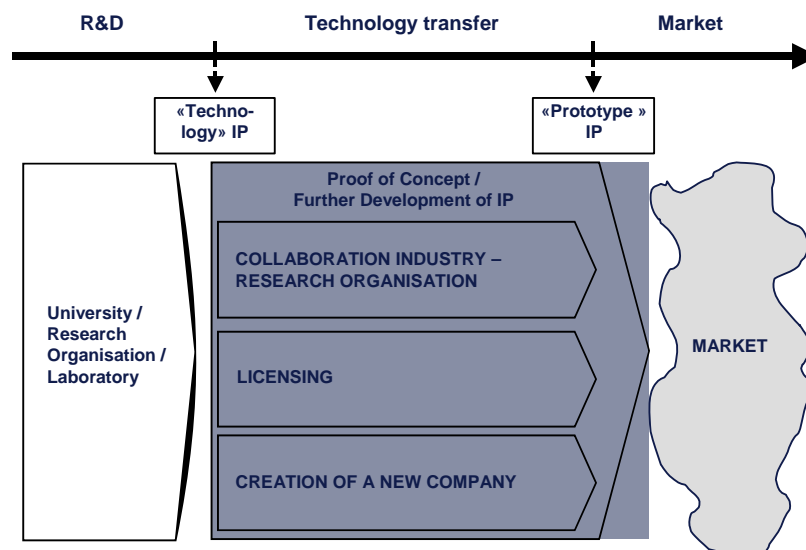 R&D
Technology transfer
Market
«Techno-
logy» IP
«Prototype »
IP
Proof of Concept /
Further Development of IP
COLLABORATION INDUSTRY –
RESEARCH ORGANISATION
University /
Research
Organisation /
Laboratory
LICENSING
MARKET
CREATION OF A NEW COMPANY